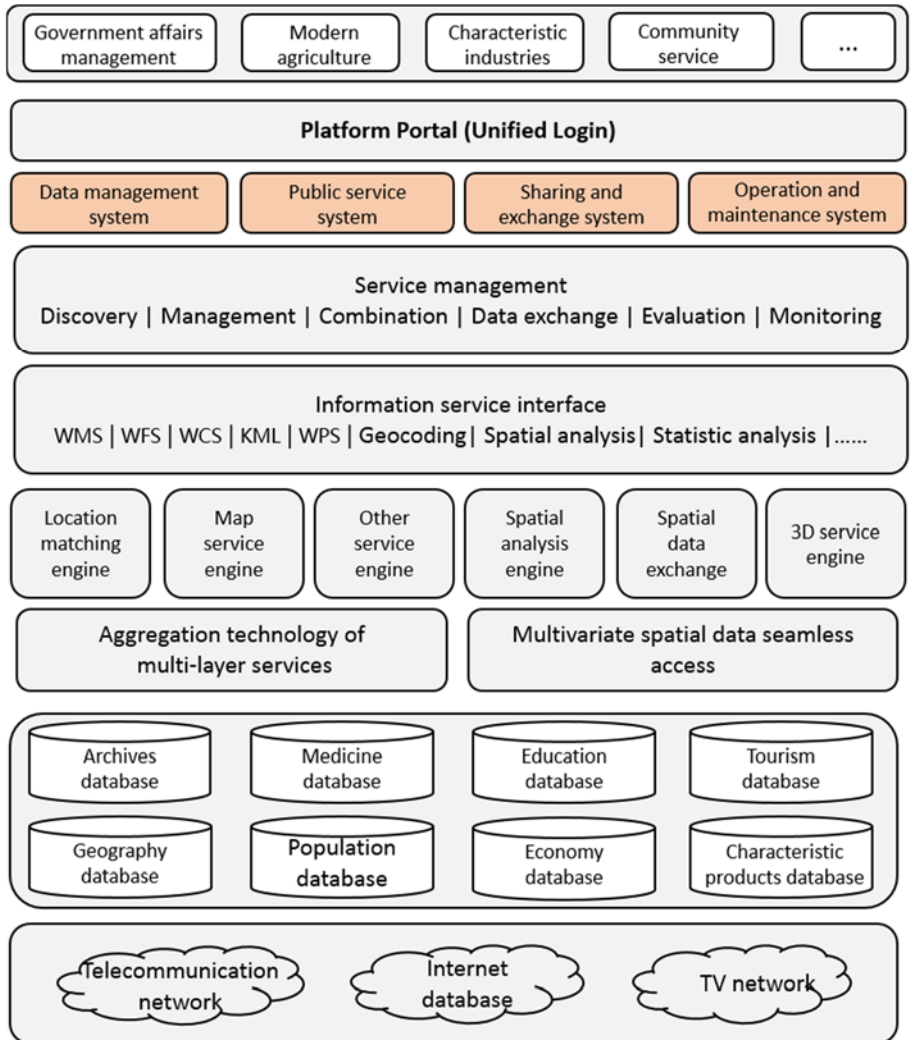 Government affairs
management
Modern
agriculture
Characteristic
industries
Community
service
...
Platform Portal (Unified Login)
Data management
system
Public service
system
Sharing and
exchange system
Operation and
maintenance system
Service management
Discovery | Management | Combination | Data exchange | Evaluation | Monitoring
Information service interface
WMS | WFS | WCS | KML | WPS | Geocoding| Spatial analysis| Statistic analysis |......
Location
matching
engine
Map
service
engine
Other
service
engine
Spatial
analysis
engine
Spatial
data
exchange
3D service
engine
Aggregation technology of
multi-layer services
Multivariate spatial data seamless
access
Archives
database
Medicine
database
Education
database
Tourism
database
Geography
database
Population
database
Economy
database
Characteristic
products database
Telecommunication
network
Internet
database
TV network